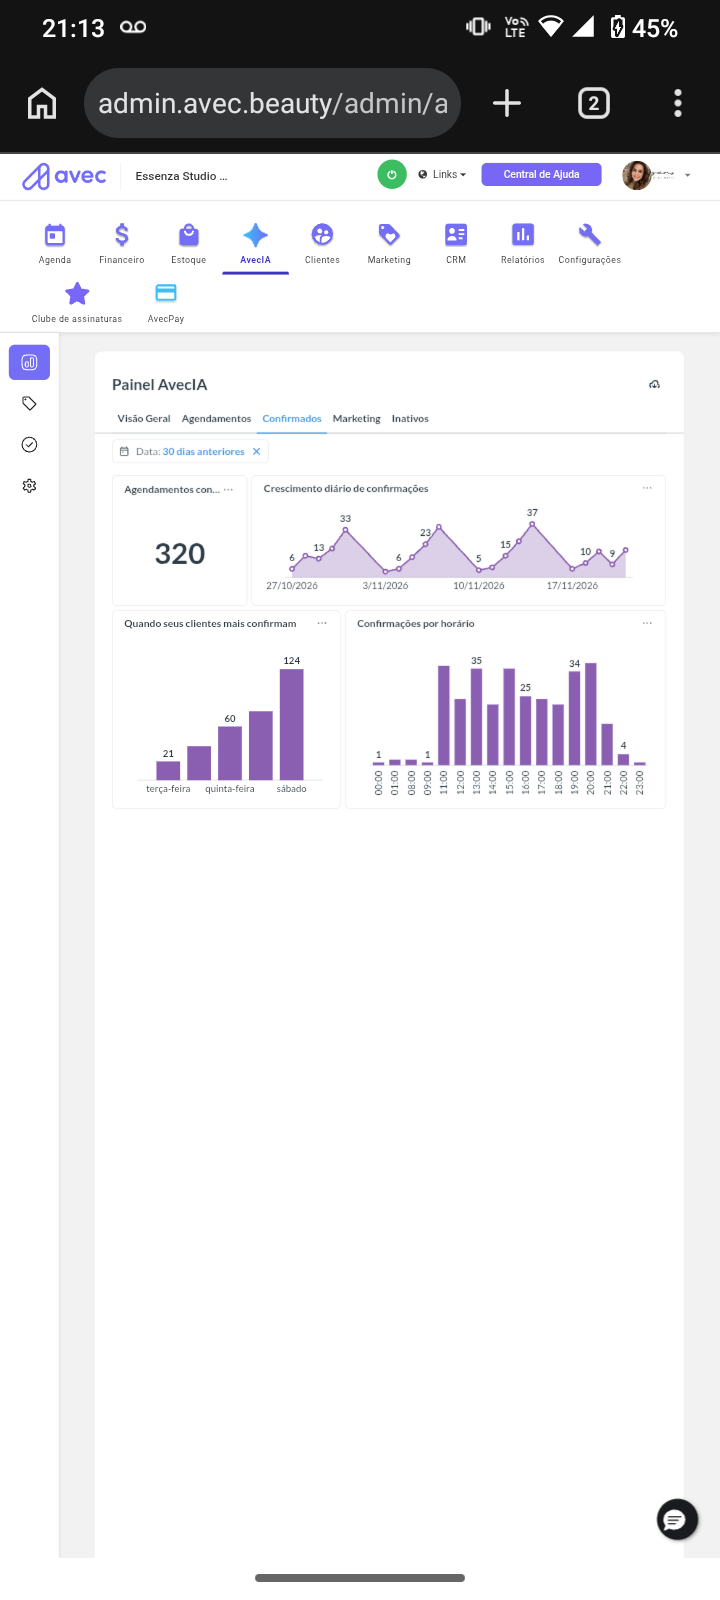 21:13
Vo LTE
45%
admin.avec.beauty/admin/a
2
avec
Essenza Studio ...
Links
Central de Ajuda
Agenda
Financeiro
Estoque
AvecIA
Clientes
Marketing
CRM
Relatórios
Configurações
Clube de assinaturas
AvecPay
Painel AvecIA
Visão Geral
Agendamentos
Confirmados
Marketing
Inativos
Data: 30 dias anteriores
Agendamentos con...
320
Crescimento diário de confirmações
6
13
33
6
23
5
15
37
10
9
27/10/2026
3/11/2026
10/11/2026
17/11/2026
Quando seus clientes mais confirmam
21
60
124
terça-feira
quinta-feira
sábado
Confirmações por horário
1
1
35
25
34
4
00:00
01:00
08:00
09:00
11:00
12:00
13:00
14:00
15:00
16:00
17:00
18:00
19:00
20:00
21:00
22:00
23:00